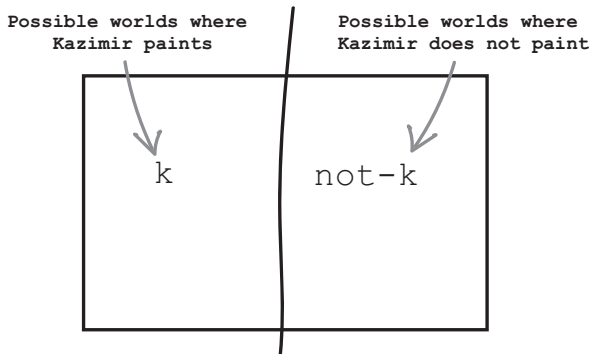 Possible worlds where
Kazimir paints
Possible worlds where
Kazimir does not paint
k
not-k